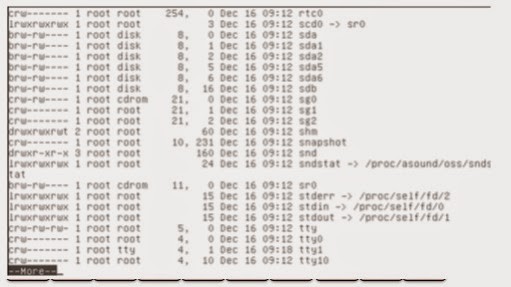 crw------- 1 root root 254, 0 Dec 16 09:12 rtc0
lrwxrwxrwx 1 root root 3 Dec 16 09:12 scd0 -> sr0
brw-rw---- 1 root disk 8, 0 Dec 16 09:12 sda
brw-rw---- 1 root disk 8, 1 Dec 16 09:12 sda1
brw-rw---- 1 root disk 8, 2 Dec 16 09:12 sda2
brw-rw---- 1 root disk 8, 5 Dec 16 09:12 sda5
brw-rw---- 1 root disk 8, 6 Dec 16 09:12 sda6
brw-rw---- 1 root disk 8, 16 Dec 16 09:12 sdb
crw-rw---- 1 root cdrom 21, 0 Dec 16 09:12 sg0
crw------- 1 root root 21, 1 Dec 16 09:12 sg1
crw------- 1 root root 21, 2 Dec 16 09:12 sg2
drwxrwxrwt 2 root root 60 Dec 16 09:12 shm
crw------- 1 root root 10, 231 Dec 16 09:12 snapshot
drwxr-xr-x 3 root root 160 Dec 16 09:12 snd
lrwxrwxrwx 1 root root 24 Dec 16 09:12 sndstat -> /proc/asound/oss/snds
tat
brw-rw---- 1 root cdrom 11, 0 Dec 16 09:12 sr0
lrwxrwxrwx 1 root root 15 Dec 16 09:12 stderr -> /proc/self/fd/2
lrwxrwxrwx 1 root root 15 Dec 16 09:12 stdin -> /proc/self/fd/0
lrwxrwxrwx 1 root root 15 Dec 16 09:12 stdout -> /proc/self/fd/1
crw-rw-rw- 1 root root 5, 0 Dec 16 09:12 tty
crw------- 1 root root 4, 0 Dec 16 09:12 tty0
crw------- 1 root tty 4, 1 Dec 16 09:18 tty1
crw------- 1 root root 4, 10 Dec 16 09:12 tty10
--More--